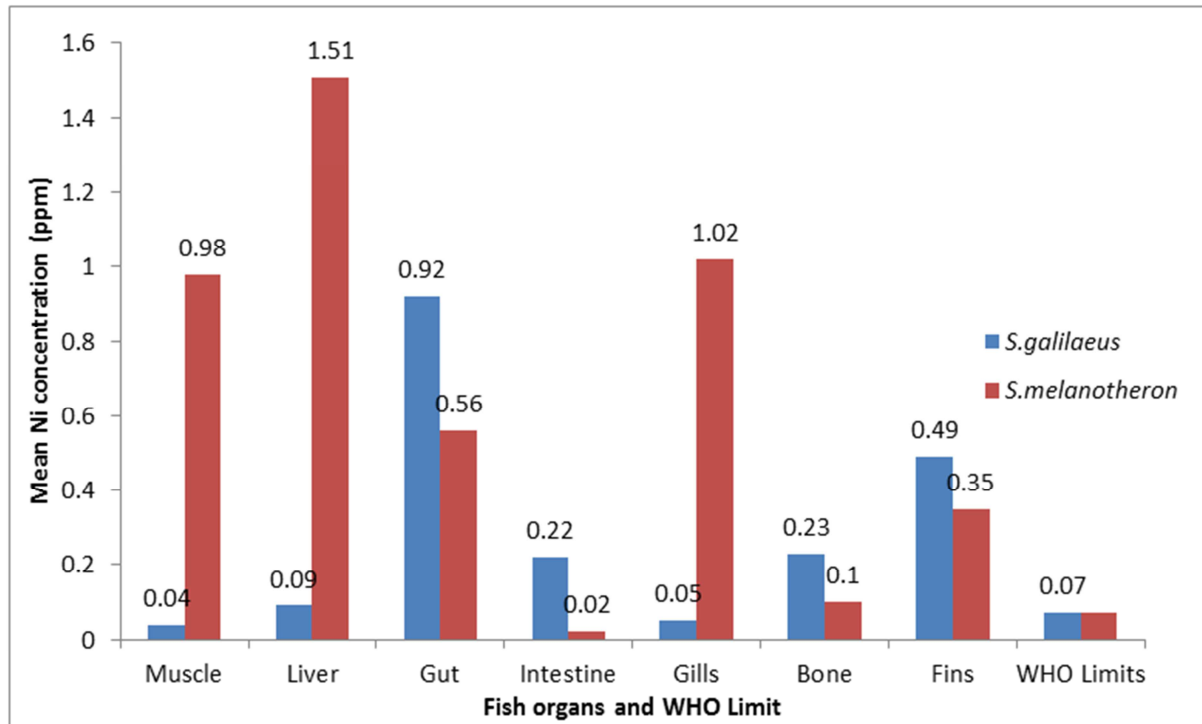 Mean Ni concentration (ppm)
1.6
1.4
1.2
1
0.8
0.6
0.4
0.2
0
0.04
0.98
0.09
1.51
0.92
0.56
0.22
0.02
0.05
1.02
0.23
0.1
0.49
0.35
0.07
S.galilaeus
S.melanotheron
Muscle
Liver
Gut
Intestine
Gills
Bone
Fins
WHO Limits
Fish organs and WHO Limit